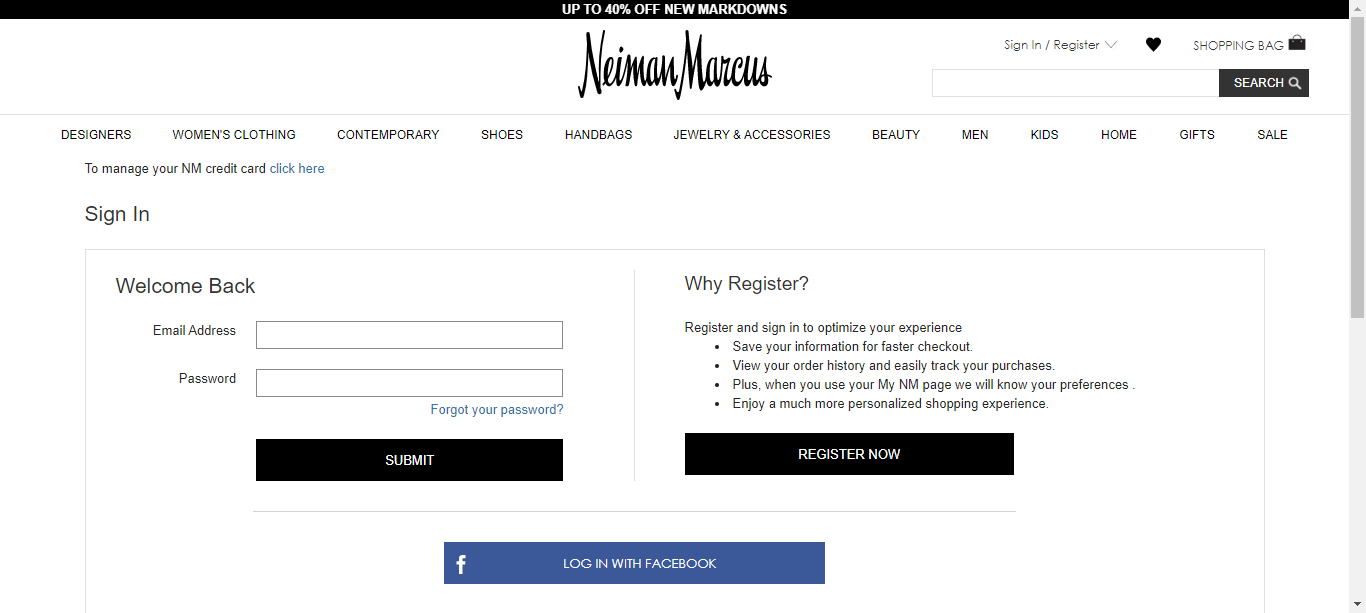 UP TO 40% OFF NEW MARKDOWNS
Neiman Marcus
Sign In / Register
SHOPPING BAG
SEARCH
DESIGNERS WOMEN'S CLOTHING CONTEMPORARY SHOES HANDBAGS JEWELRY & ACCESSORIES BEAUTY MEN KIDS HOME GIFTS SALE
To manage your NM credit card click here
Sign In
Welcome Back
Email Address
Password
Forgot your password?
SUBMIT
Why Register?
Register and sign in to optimize your experience
• Save your information for faster checkout.
• View your order history and easily track your purchases.
• Plus, when you use your My NM page we will know your preferences .
• Enjoy a much more personalized shopping experience.
REGISTER NOW
f LOG IN WITH FACEBOOK